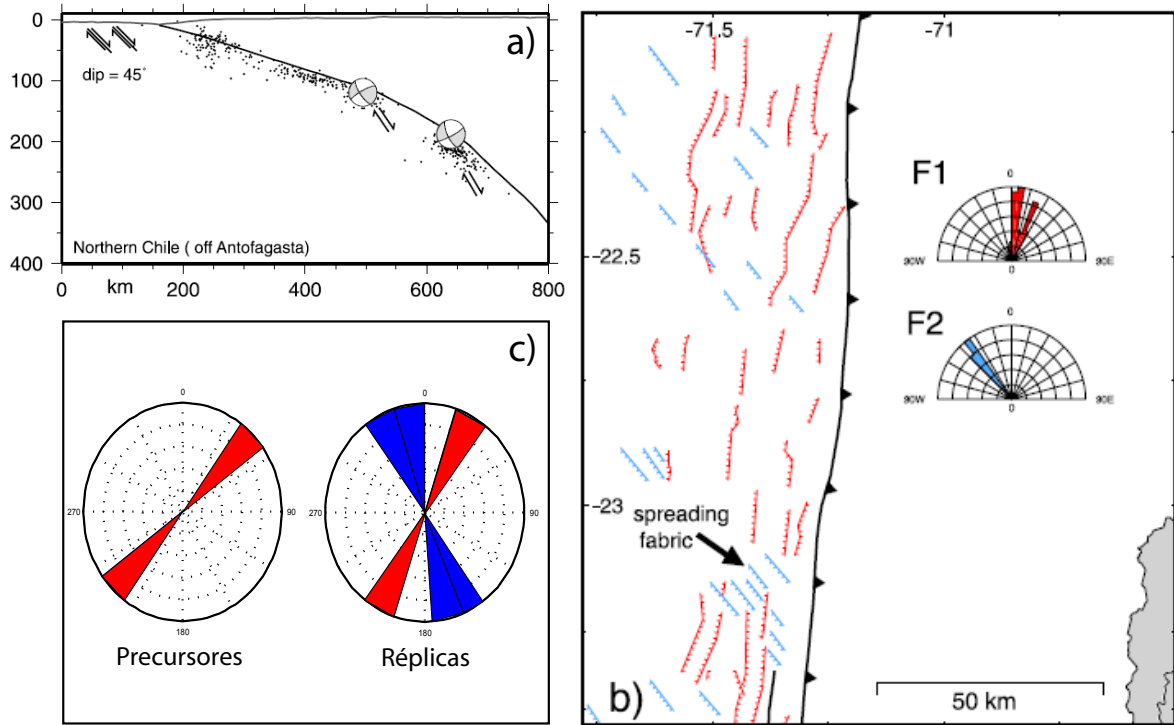 a)
0
100
200
300
400
dip = 45°
Northern Chile ( off Antofagasta)
0
km
200
400
600
800
c)
0
270
90
180
Precursores
0
270
90
180
Réplicas
-71.5
-71
-22.5
-23
F1
0
90W
0
90E
F2
0
90W
0
90E
spreading
fabric
b)
50 km